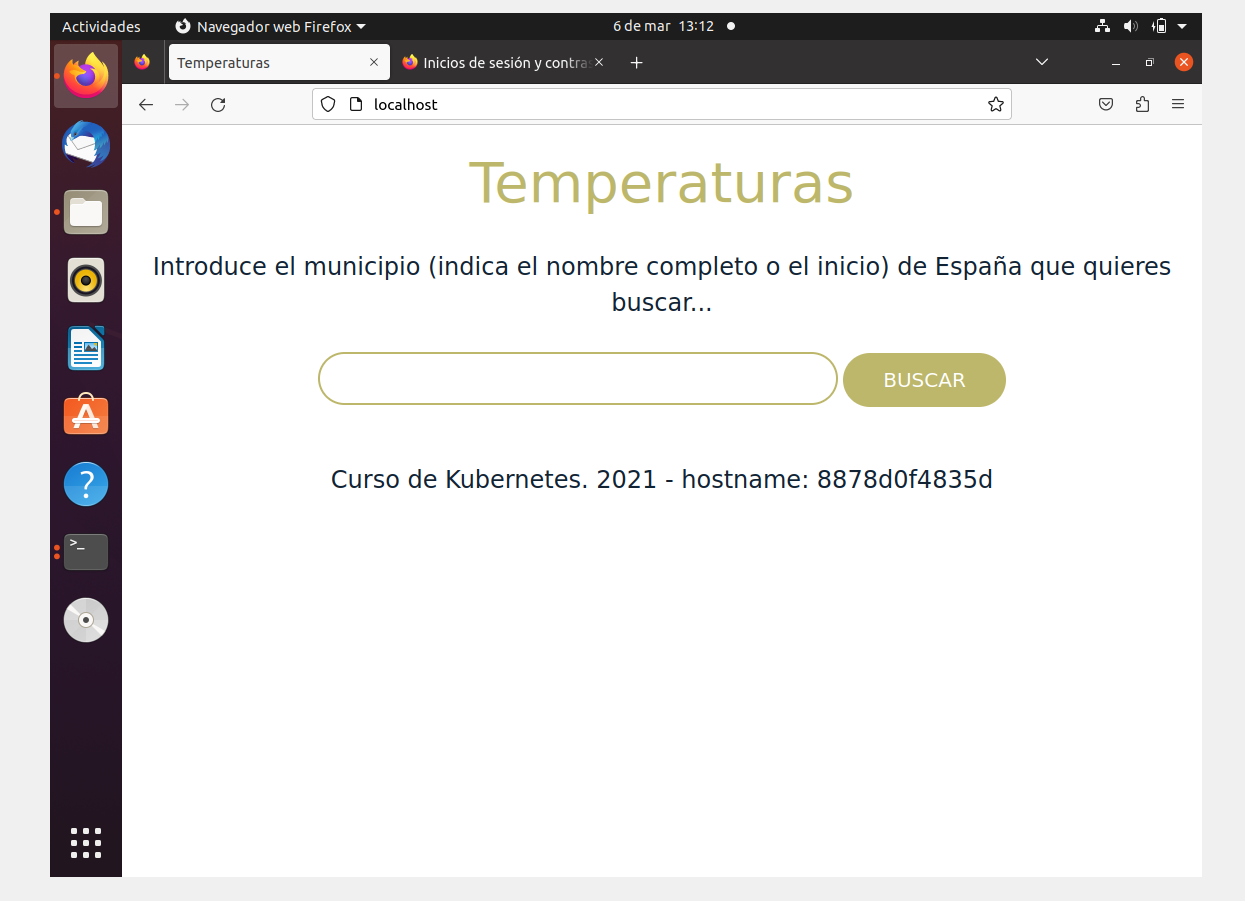 Actividades
Navegador web Firefox
6 de mar 13:12
Temperaturas
Inicios de sesión y contra
localhost
Temperaturas
Introduce el municipio (indica el nombre completo o el inicio) de España que quieres
buscar...
BUSCAR
Curso de Kubernetes. 2021 - hostname: 8878d0f4835d